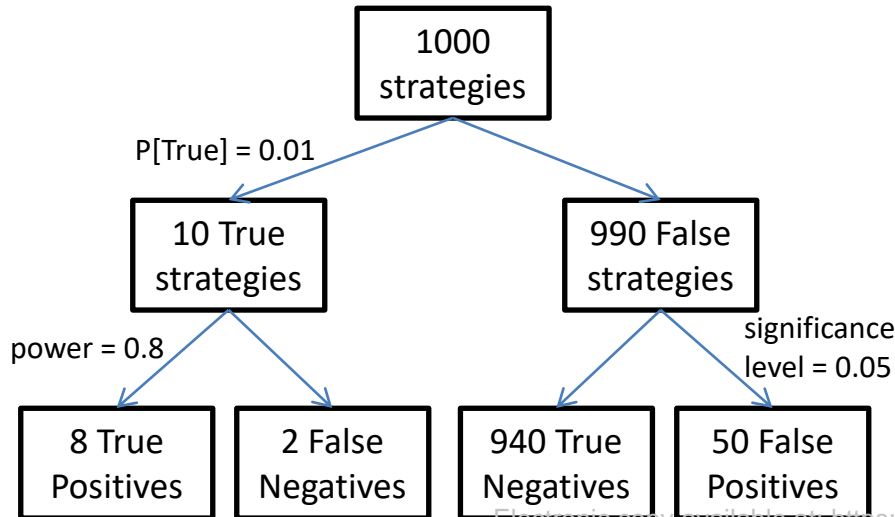 1000
strategies
P[True] = 0.01
10 True
strategies
990 False
strategies
power = 0.8
significance
level = 0.05
8 True
Positives
2 False
Negatives
940 True
Negatives
50 False
Positives